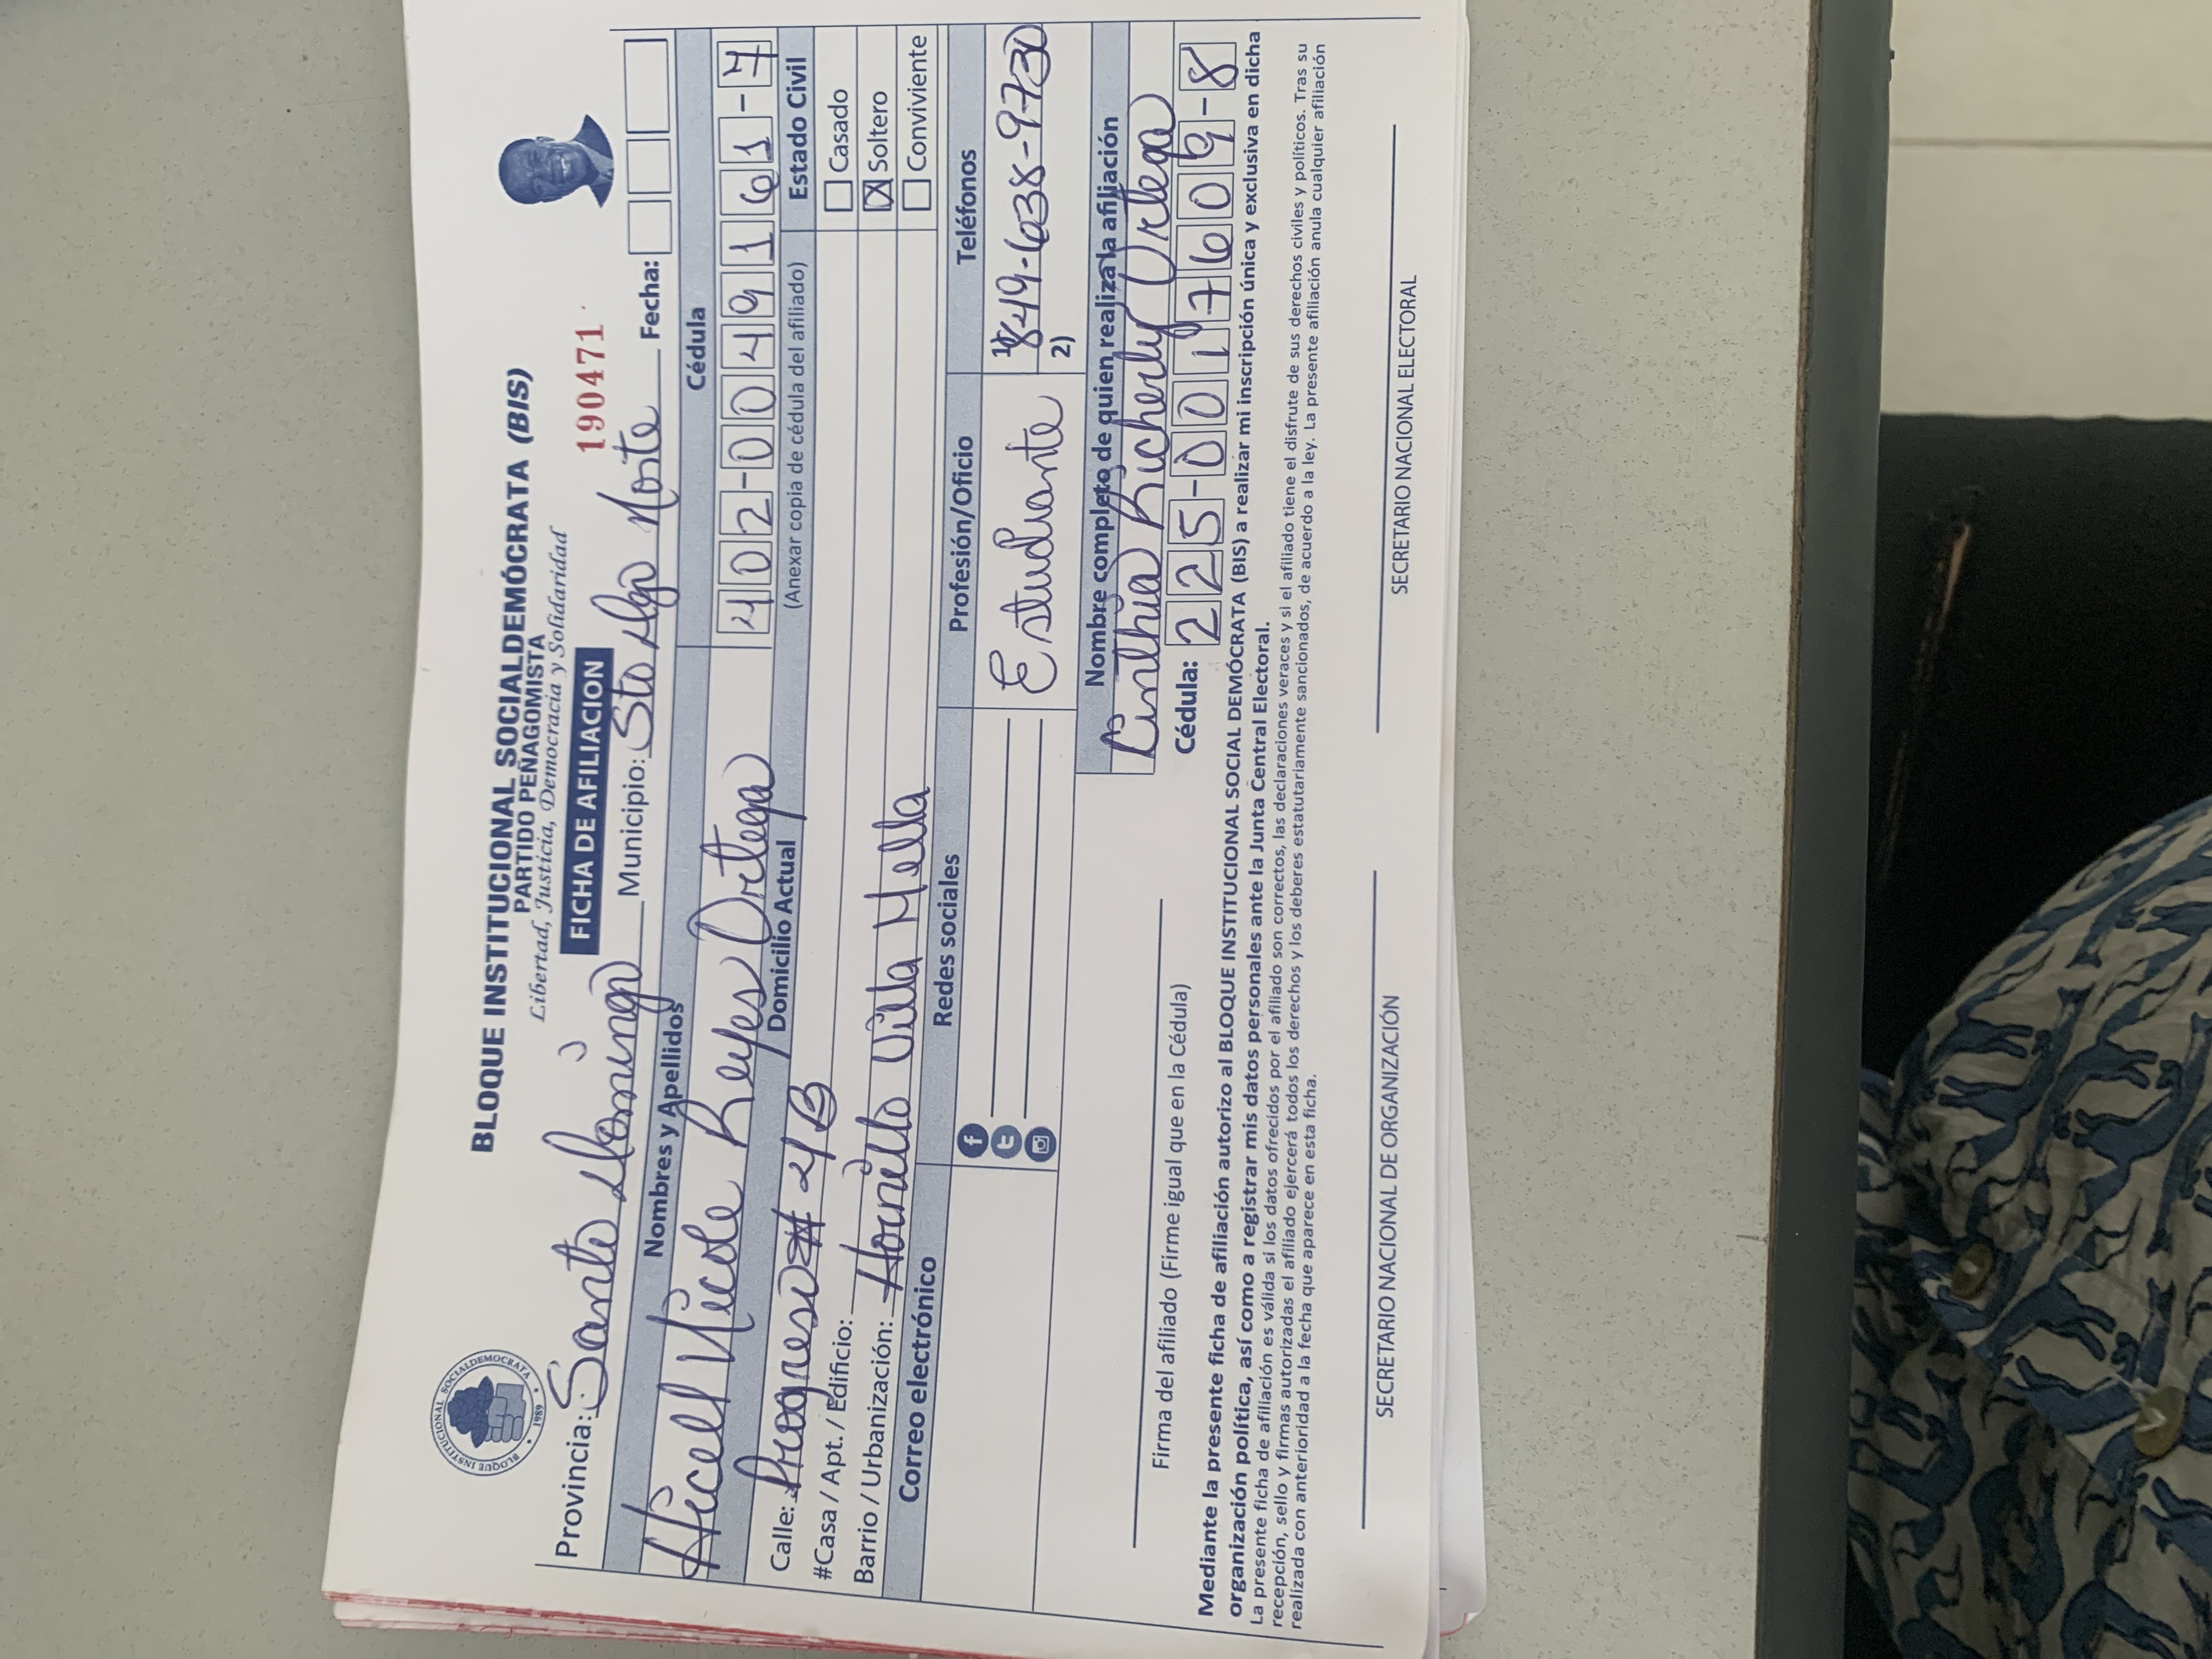 BLOQUE INSTITUCIONAL SOCIALDEMÓCRATA (BIS)
PARTIDO PEÑAGOMISTA
Libertad, Justicia, Democracia y Solidaridad
BLOQUE INSTITUCIONAL SOCIALDEMOCRATA
1989
FICHA DE AFILIACION
190471
Provincia: Santo Domingo Municipio: Sto Dgo Norte Fecha:
Nombres y Apellidos Cédula
Nicole Reyes Ortega 402-0049161-7
Domicilio Actual (Anexar copia de cédula del afiliado) Estado Civil
Calle: Progreso # 4B
Casado
#Casa / Apt. / Edificio:
Soltero
Barrio / Urbanización: Villa Mella
Conviviente
Correo electrónico Redes sociales Profesión/Oficio Teléfonos
Estudiante 1) 849-638-9730
2)
Nombre completo de quien realiza la afiliación
Cinthia Richerly Ortega
Cédula: 225-0017609-8
Firma del afiliado (Firme igual que en la Cédula)
Mediante la presente ficha de afiliación autorizo al BLOQUE INSTITUCIONAL SOCIAL DEMÓCRATA (BIS) a realizar mi inscripción única y exclusiva en dicha
organización política, así como a registrar mis datos personales ante la Junta Central Electoral.
La presente ficha de afiliación es válida si los datos ofrecidos por el afiliado son correctos, las declaraciones veraces y si el afiliado tiene el disfrute de sus derechos civiles y políticos. Tras su
recepción, sello y firmas autorizadas el afiliado ejercerá todos los derechos y los deberes estatutariamente sancionados, de acuerdo a la ley. La presente afiliación anula cualquier afiliación
realizada con anterioridad a la fecha que aparece en esta ficha.
SECRETARIO NACIONAL DE ORGANIZACIÓN SECRETARIO NACIONAL ELECTORAL